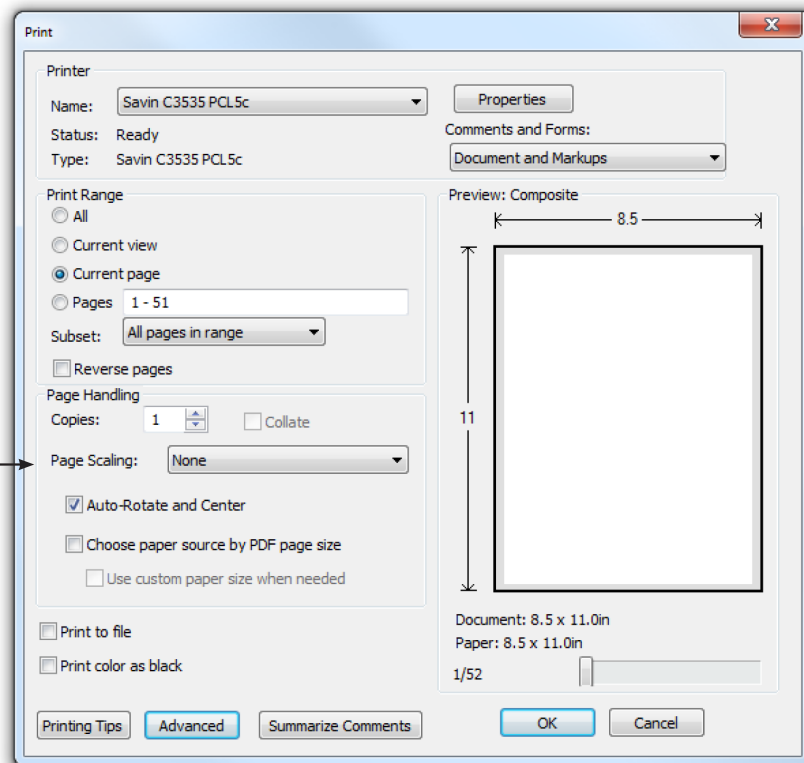 Print
Printer
Name: Savin C3535 PCL5c
Properties
Status: Ready
Comments and Forms:
Type: Savin C3535 PCL5c
Document and Markups
Print Range
All
Current view
Current page
Pages 1 - 51
Subset: All pages in range
Reverse pages
Page Handling
Copies: 1 Collate
Page Scaling: None
Auto-Rotate and Center
Choose paper source by PDF page size
Use custom paper size when needed
Print to file
Print color as black
Preview: Composite
8.5
11
Document: 8.5 x 11.0in
Paper: 8.5 x 11.0in
1/52
Printing Tips Advanced Summarize Comments OK Cancel